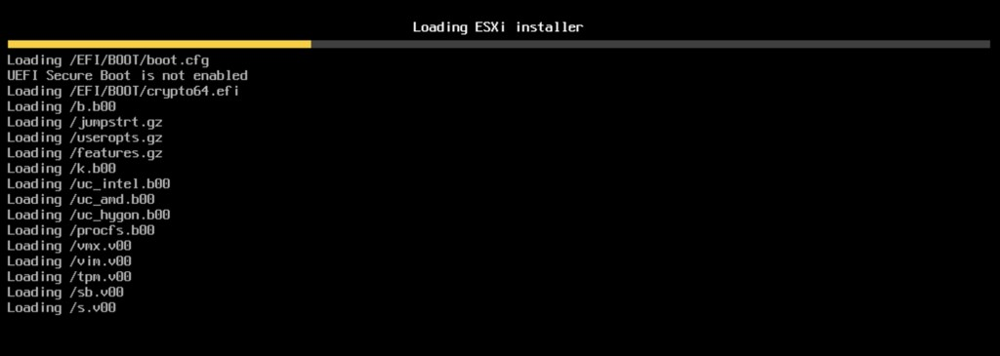 Loading ESXi installer
Loading /EFI/BOOT/boot.cfg
UEFI Secure Boot is not enabled
Loading /EFI/BOOT/crypto64.efi
Loading /b.b00
Loading /jumpstrt.gz
Loading /useropts.gz
Loading /features.gz
Loading /k.b00
Loading /uc_intel.b00
Loading /uc_amd.b00
Loading /uc_hygon.b00
Loading /procfs.b00
Loading /vmx.v00
Loading /vim.v00
Loading /tpm.v00
Loading /sb.v00
Loading /s.v00